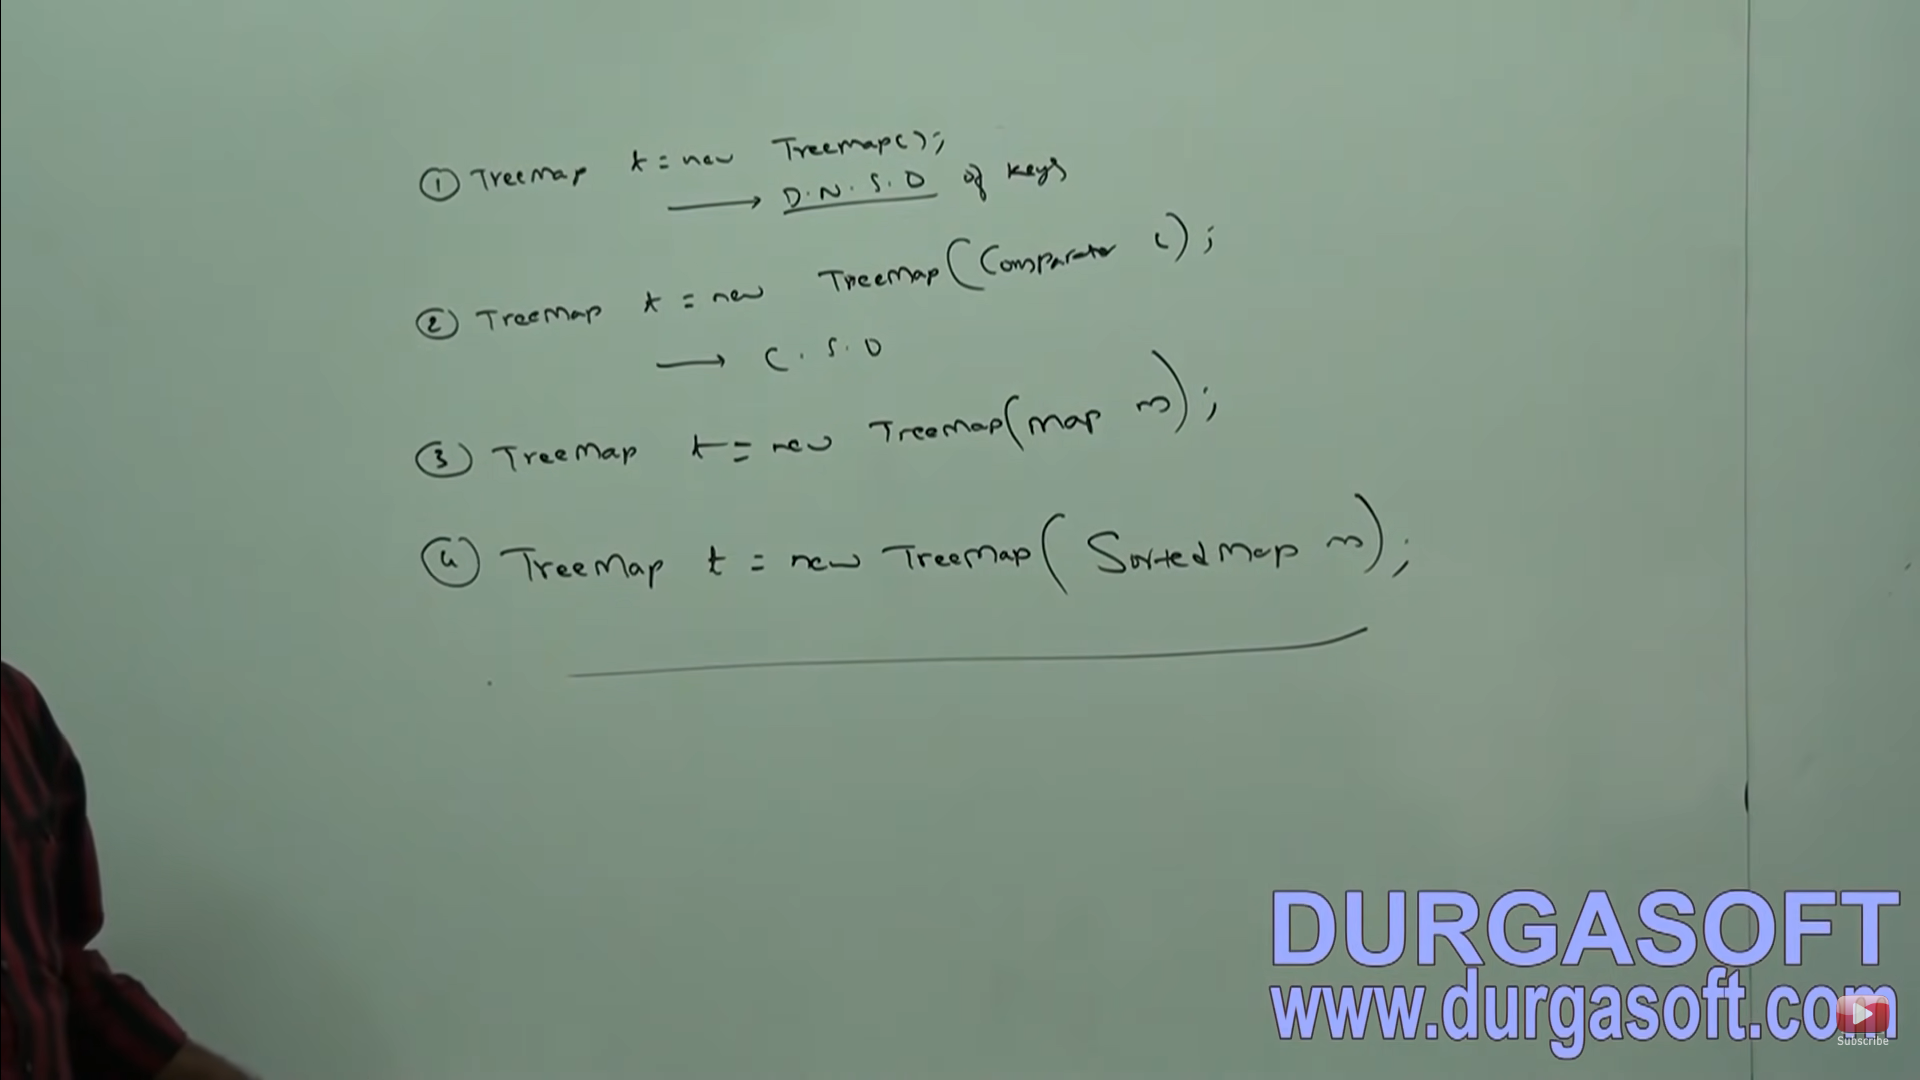 ① TreeMap t = new Treemap();
→ D.N.S.O of keys
② TreeMap t = new TreeMap(Comparator c);
→ C.S.O
③ TreeMap t = new TreeMap(map m);
④ TreeMap t = new TreeMap(SortedMap m);
DURGASOFT
www.durgasoft.com
Subscribe